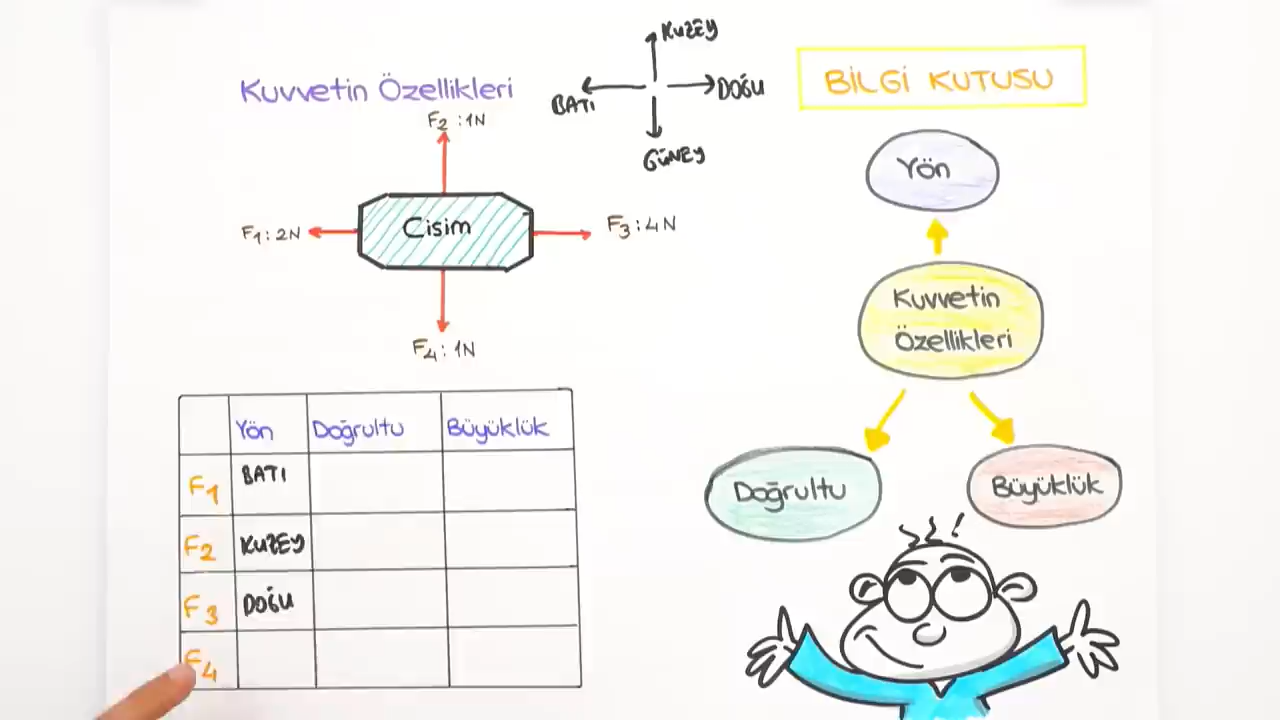 Kuvvetin Özellikleri
KUZEY
BATI
DOĞU
GÜNEY
BİLGİ KUTUSU
F2 : 1N
F1 : 2N
Cisim
F3 : 4N
F4 : 1N
Yön
Kuvvetin
Özellikleri
Doğrultu
Büyüklük
Yön Doğrultu Büyüklük
F1 BATI
F2 KUZEY
F3 DOĞU
F4